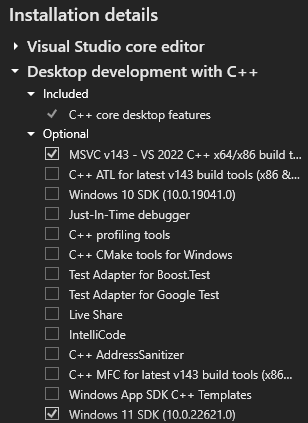 Installation details
Visual Studio core editor
Desktop development with C++
Included
C++ core desktop features
Optional
MSVC v143 - VS 2022 C++ x64/x86 build t...
C++ ATL for latest v143 build tools (x86 &...
Windows 10 SDK (10.0.19041.0)
Just-In-Time debugger
C++ profiling tools
C++ CMake tools for Windows
Test Adapter for Boost.Test
Test Adapter for Google Test
Live Share
IntelliCode
C++ AddressSanitizer
C++ MFC for latest v143 build tools (x86...
Windows App SDK C++ Templates
Windows 11 SDK (10.0.22621.0)